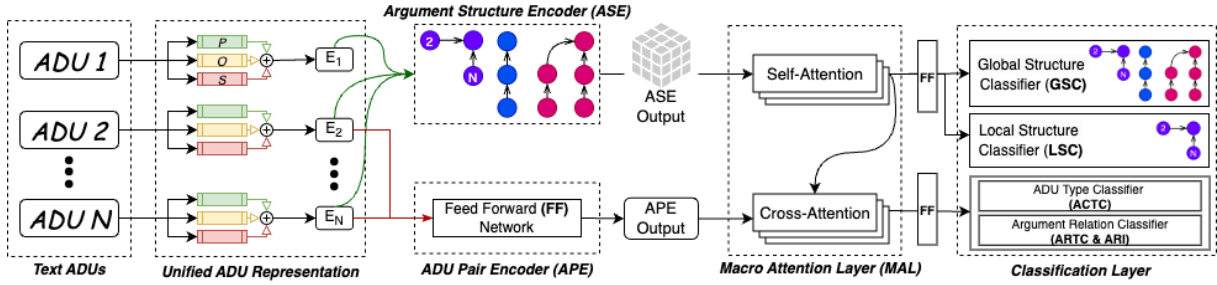 Argument Structure Encoder (ASE)
ADU 1
P
O
S
E1
2
N
ASE
Output
Self-Attention
FF
Global Structure
Classifier (GSC)
2
N
ADU 2
E2
Local Structure
Classifier (LSC)
2
N
ADU N
EN
Feed Forward (FF)
Network
APE
Output
Cross-Attention
FF
ADU Type Classifier
(ACTC)
Argument Relation Classifier
(ARTC & ARI)
Text ADUs
Unified ADU Representation
ADU Pair Encoder (APE)
Macro Attention Layer (MAL)
Classification Layer